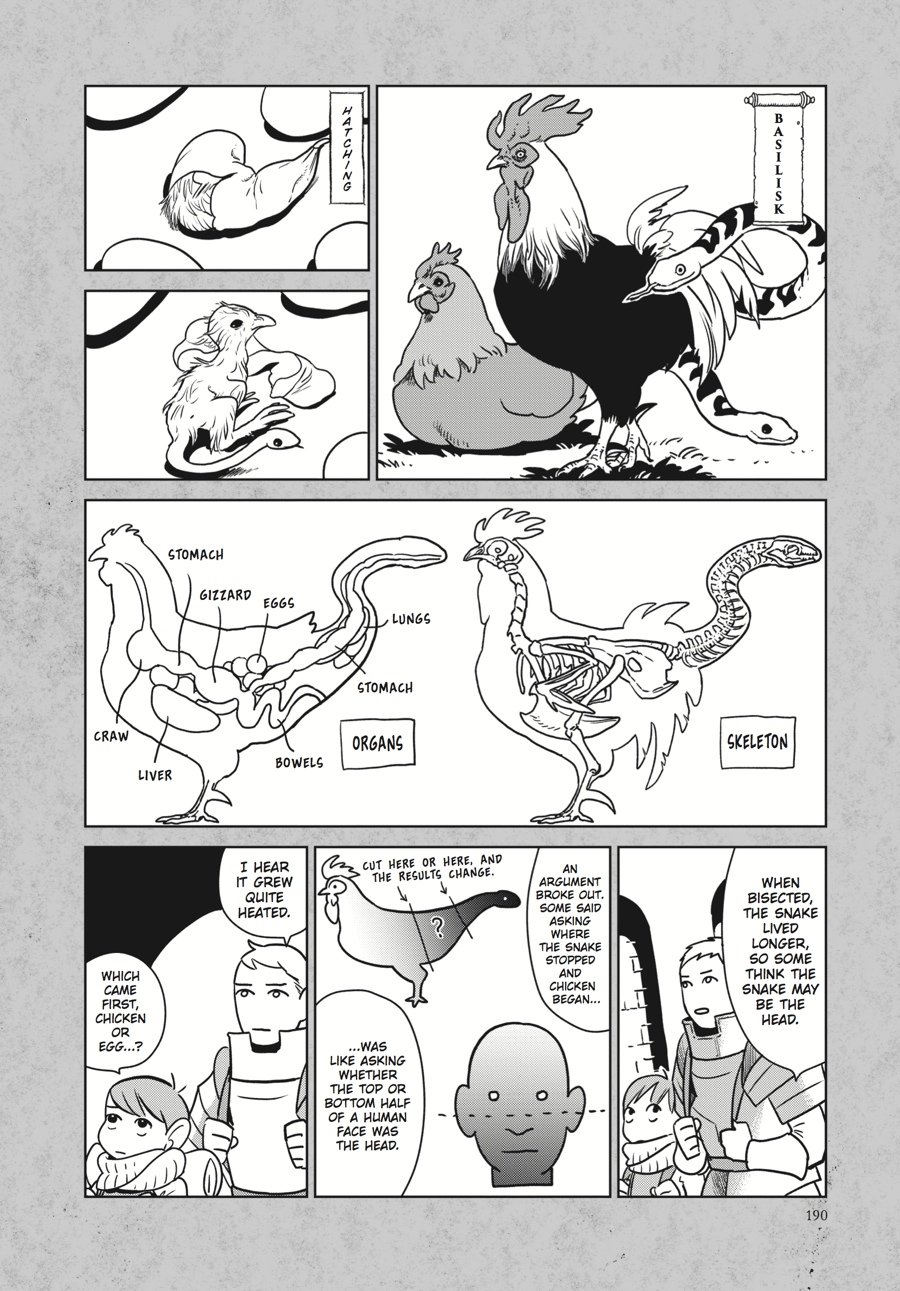 BASILISK
HATCHING
STOMACH
GIZZARD
EGGS
LUNGS
STOMACH
CRAW
LIVER
BOWELS
ORGANS
SKELETON
WHEN
BISECTED,
THE SNAKE
LIVED
LONGER,
SO SOME
THINK THE
SNAKE MAY
BE THE
HEAD.
AN
ARGUMENT
BROKE OUT.
SOME SAID
ASKING
WHERE
THE SNAKE
STOPPED
AND
CHICKEN
BEGAN...
CUT HERE OR HERE, AND
THE RESULTS CHANGE.
?
...WAS
LIKE ASKING
WHETHER
THE TOP OR
BOTTOM HALF
OF A HUMAN
FACE WAS
THE HEAD.
I HEAR
IT GREW
QUITE
HEATED.
WHICH
CAME
FIRST,
CHICKEN
OR
EGG...?
190